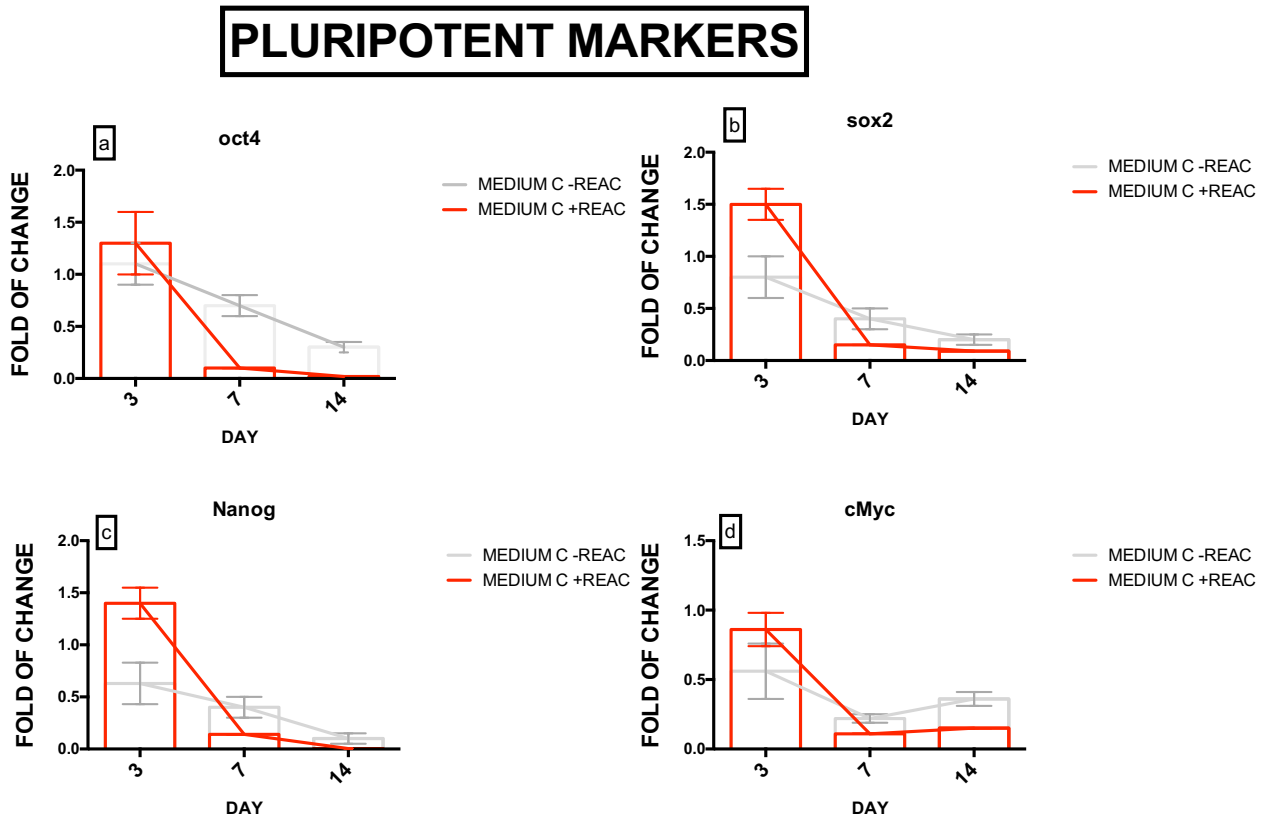 PLURIPOTENT MARKERS
a
oct4
FOLD OF CHANGE
2.0
1.5
1.0
0.5
0.0
3
7
14
DAY
MEDIUM C -REAC
MEDIUM C +REAC
b
sox2
FOLD OF CHANGE
2.0
1.5
1.0
0.5
0.0
3
7
14
DAY
MEDIUM C -REAC
MEDIUM C +REAC
c
Nanog
FOLD OF CHANGE
2.0
1.5
1.0
0.5
0.0
3
7
14
DAY
MEDIUM C -REAC
MEDIUM C +REAC
d
cMyc
FOLD OF CHANGE
1.5
1.0
0.5
0.0
3
7
14
DAY
MEDIUM C -REAC
MEDIUM C +REAC